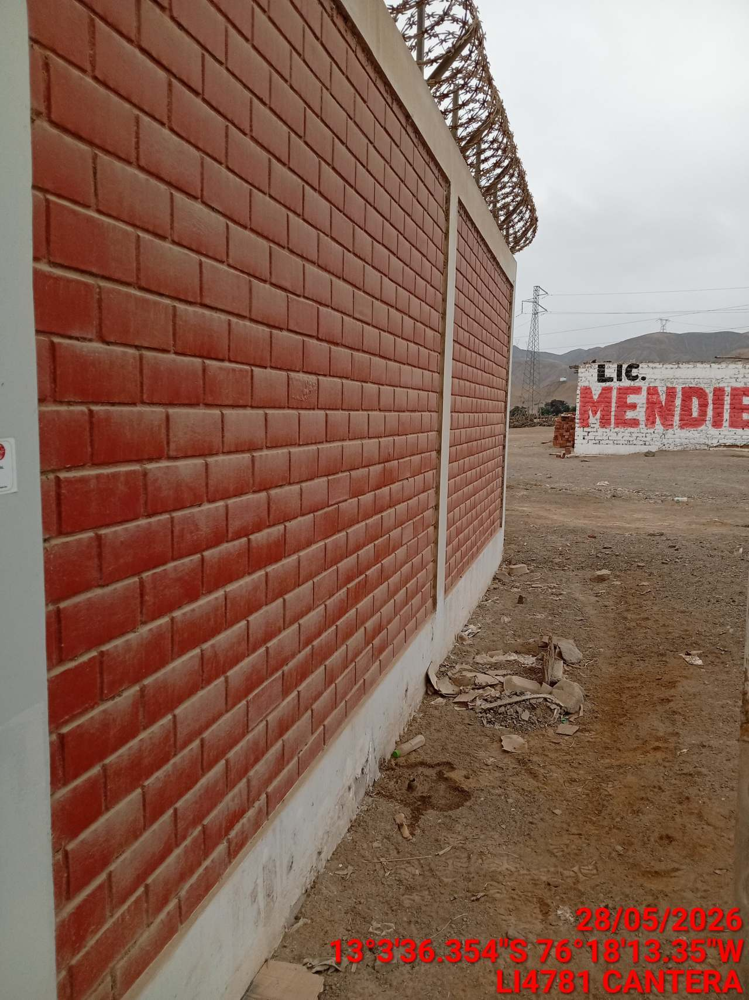 LIC.
MENDIE
28/05/2026
13°3'36.354"S 76°18'13.35"W
LI4781 CANTERA